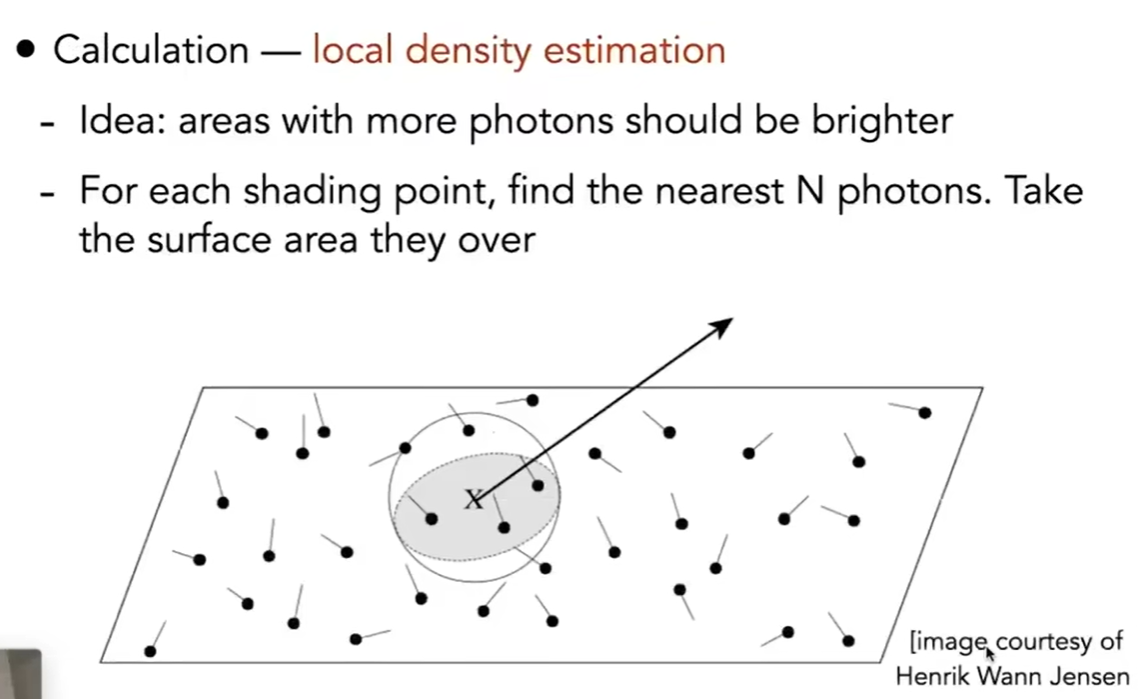 ● Calculation — local density estimation
- Idea: areas with more photons should be brighter
- For each shading point, find the nearest N photons. Take
the surface area they over
X
[image courtesy of
Henrik Wann Jensen